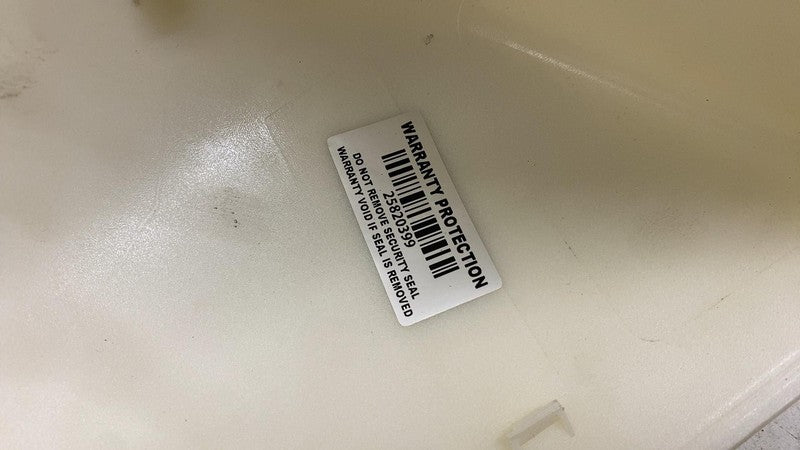 WARRANTY PROTECTION
25820399
DO NOT REMOVE SECURITY SEAL
WARRANTY VOID IF SEAL IS REMOVED